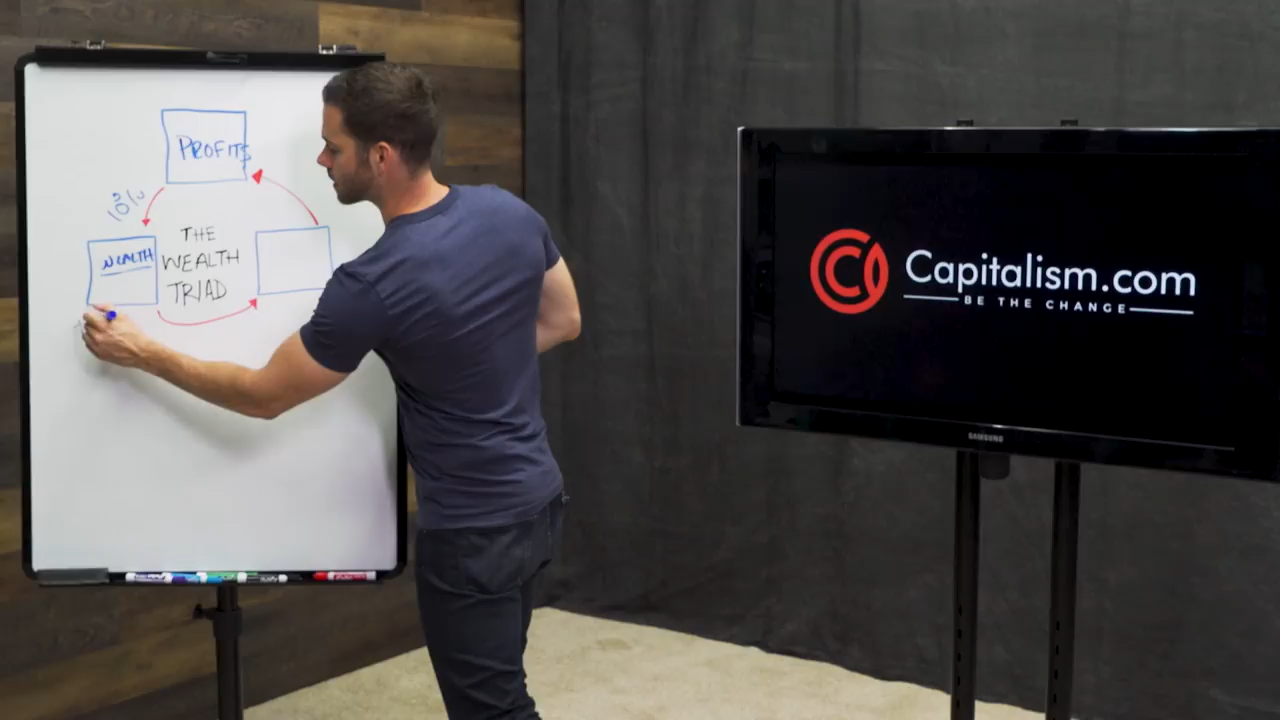 PROFITS
10%
THE
WEALTH
TRIAD
WEALTH
Capitalism.com
BE THE CHANGE
SAMSUNG